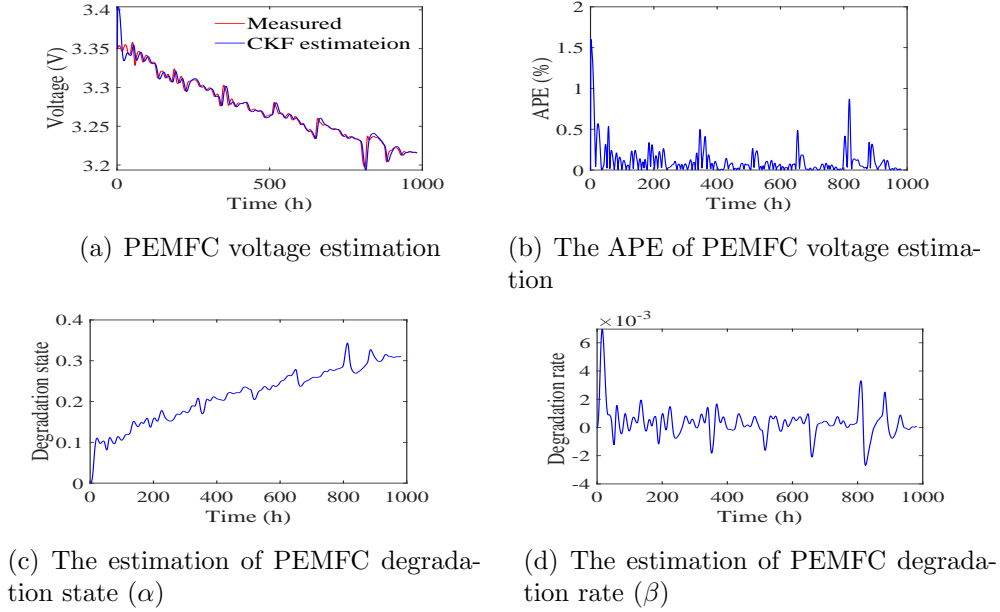 3.4
3.35
3.3
3.25
3.2
Voltage (V)
Measured
CKF estimateion
0
500
1000
Time (h)
(a) PEMFC voltage estimation
2
1.5
1
0.5
0
APE (%)
0
200
400
600
800
1000
Time (h)
(b) The APE of PEMFC voltage estima-
tion
0.4
0.3
0.2
0.1
0
Degradation state
0
200
400
600
800
1000
Time (h)
(c) The estimation of PEMFC degrada-
tion state (α)
×10⁻³
6
4
2
0
-2
-4
Degradation rate
0
200
400
600
800
1000
Time (h)
(d) The estimation of PEMFC degrada-
tion rate (β)